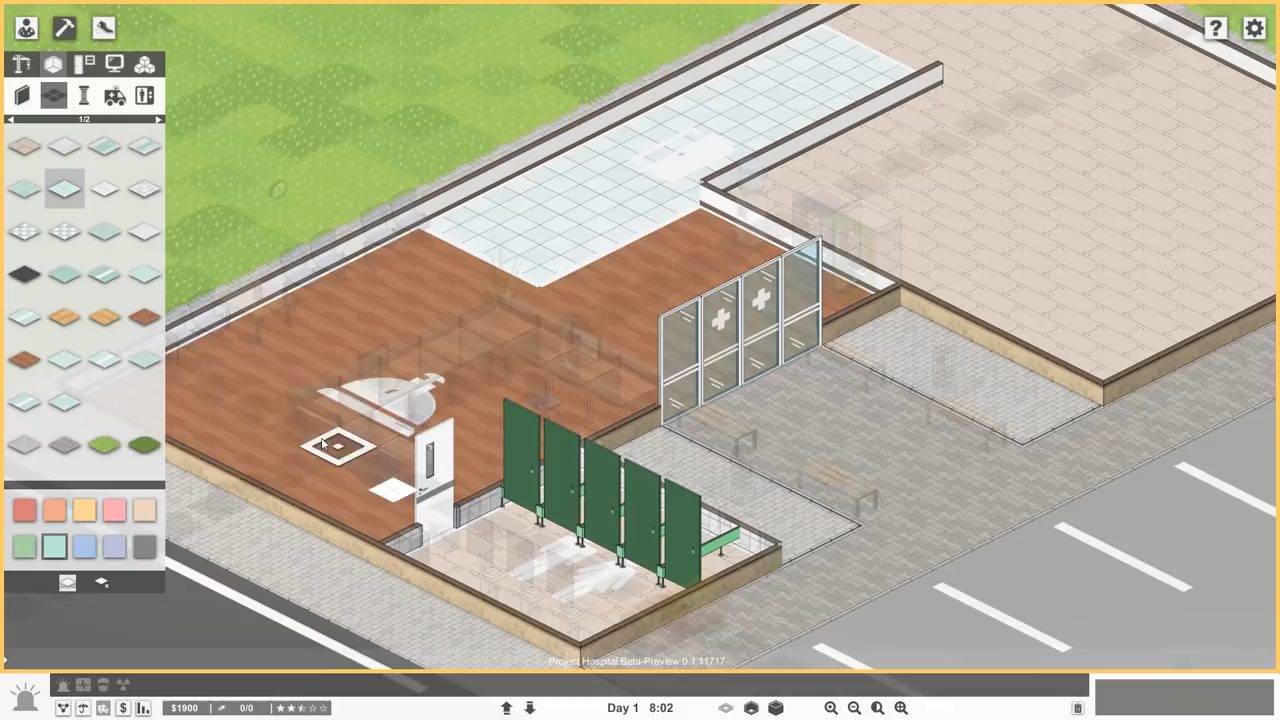 ?
1/2
Project Hospital Beta-Preview 0.1.11717
$1900 | 0/0 |
Day 1 8:02